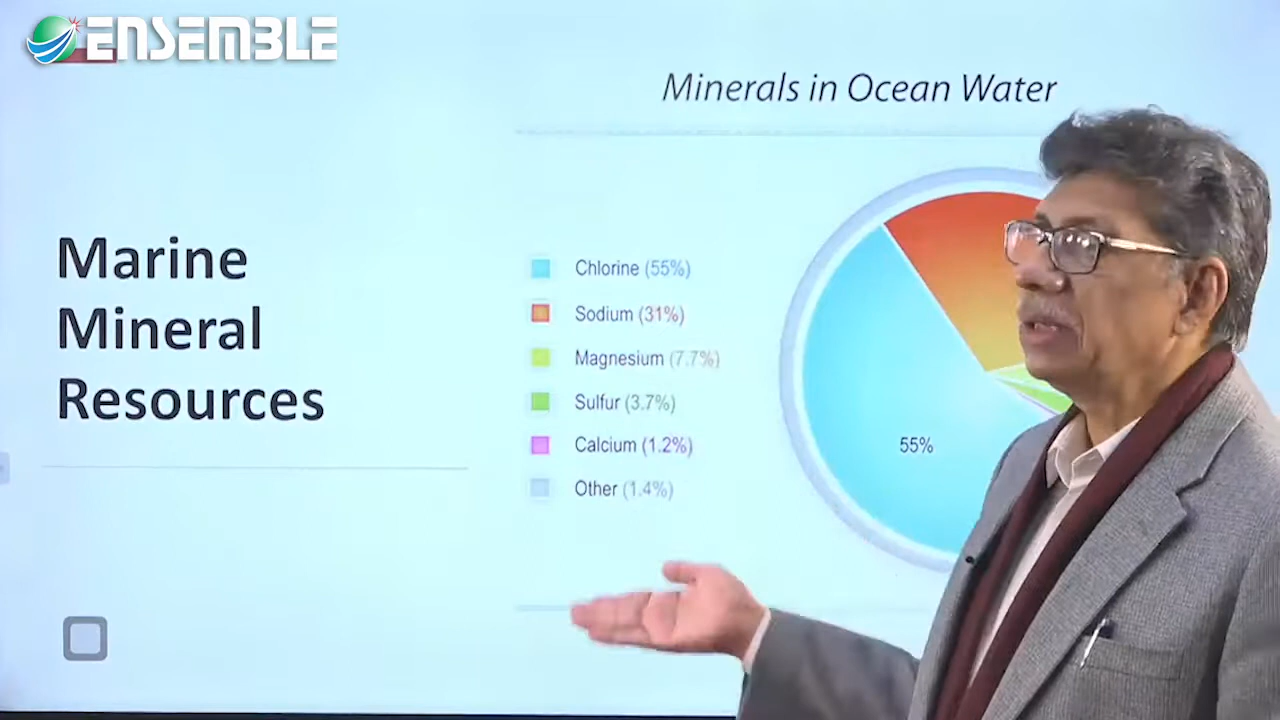 ENSEMBLE
Minerals in Ocean Water
Marine
Mineral
Resources
Chlorine (55%)
Sodium (31%)
Magnesium (7.7%)
Sulfur (3.7%)
Calcium (1.2%)
Other (1.4%)
55%